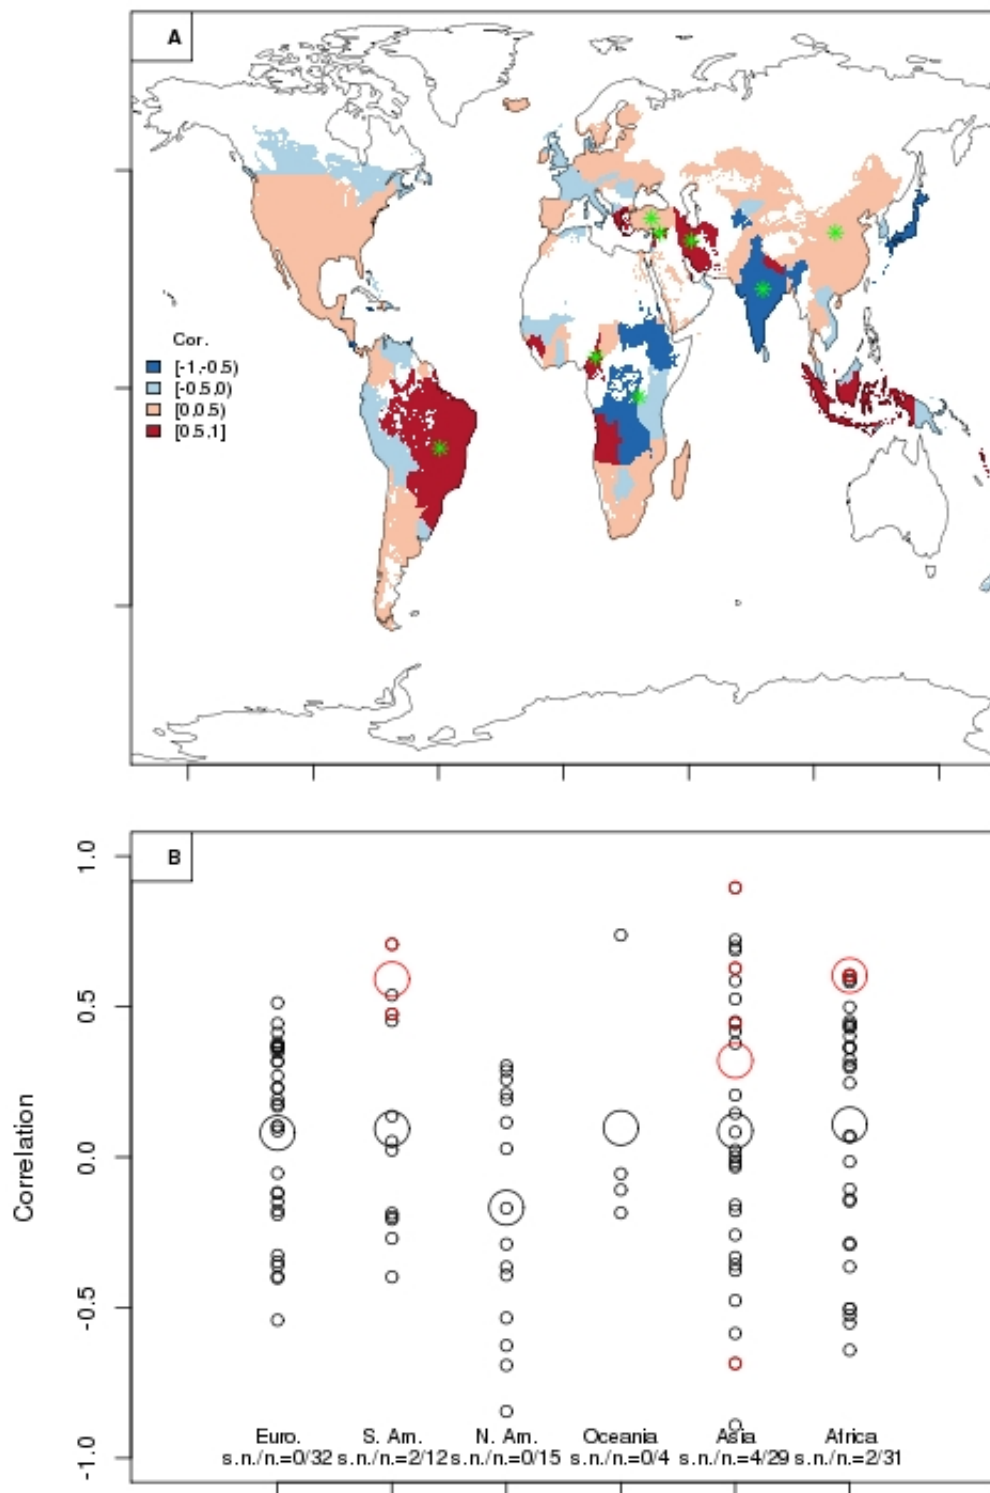 A
Cor.
[-1,-0.5)
[-0.5,0)
[0,0.5)
[0.5,1]
B
1.0
0.5
0.0
-0.5
-1.0
Correlation
Euro. S. Am. N. Am. Oceania Asia Africa
s.n./n.=0/32 s.n./n.=2/12 s.n./n.=0/15 s.n./n.=0/4 s.n./n.=4/29 s.n./n.=2/31